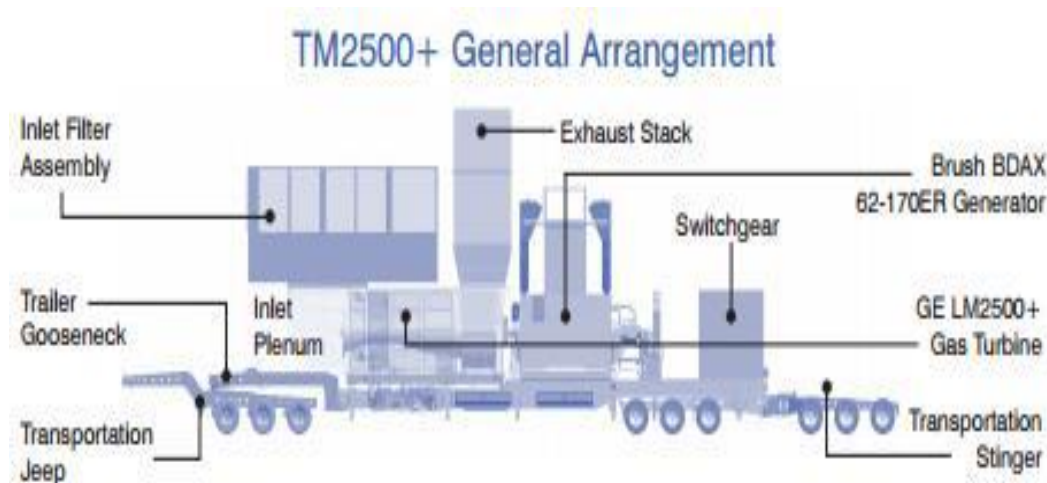 TM2500+ General Arrangement
Inlet Filter
Assembly
Exhaust Stack
Brush BDAX
62-170ER Generator
Switchgear
Trailer
Gooseneck
Inlet
Plenum
GE LM2500+
Gas Turbine
Transportation
Jeep
Transportation
Stinger